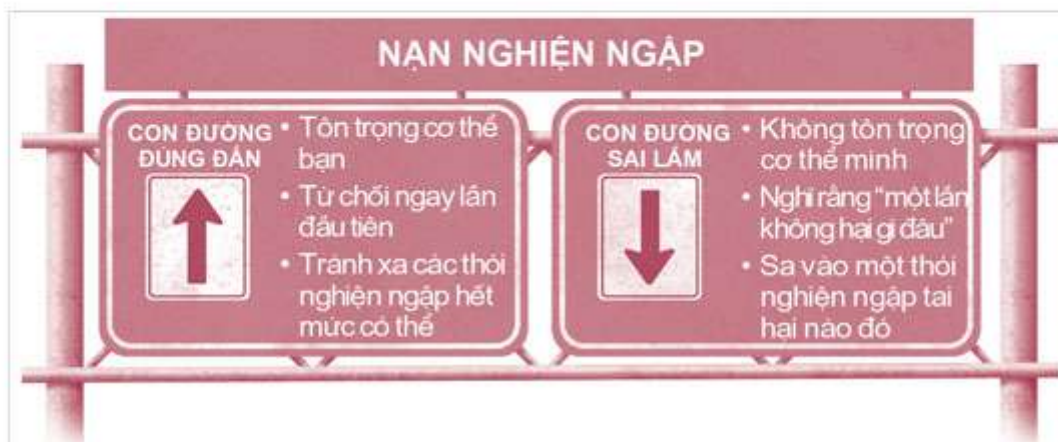 NẠN NGHIỆN NGẬP
CON ĐƯỜNG
ĐÚNG ĐẮN
• Tôn trọng cơ thể
bạn
• Từ chối ngay lần
đầu tiên
• Tránh xa các thói
nghiện ngập hết
mức có thể
CON ĐƯỜNG
SAI LẦM
• Không tôn trọng
cơ thể mình
• Nghĩ rằng “một lần
không hại gì đâu”
• Sa vào một thói
nghiện ngập tai
hại nào đó